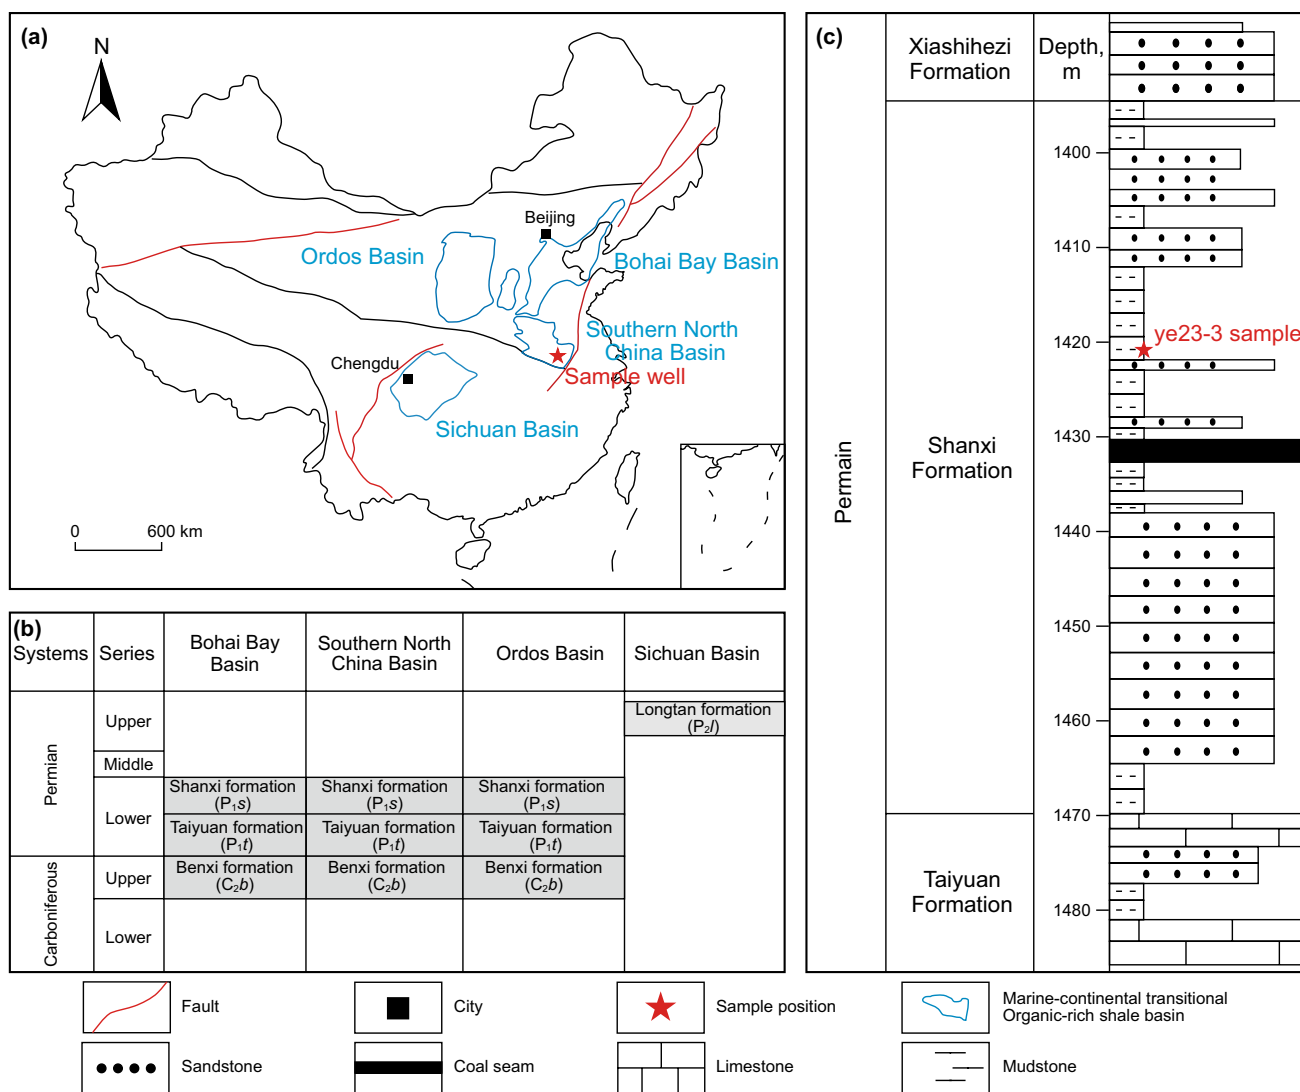 (a)
N
Beijing
Ordos Basin
Bohai Bay Basin
Southern North
China Basin
Chengdu
Sample well
Sichuan Basin
0
600 km
(b)
Systems
Series
Bohai Bay
Basin
Southern North
China Basin
Ordos Basin
Sichuan Basin
Permian
Upper
Longtan formation
(P₂l)
Middle
Lower
Shanxi formation
(P₁s)
Shanxi formation
(P₁s)
Shanxi formation
(P₁s)
Taiyuan formation
(P₁t)
Taiyuan formation
(P₁t)
Taiyuan formation
(P₁t)
Carboniferous
Upper
Benxi formation
(C₂b)
Benxi formation
(C₂b)
Benxi formation
(C₂b)
Lower
(c)
Xiashihezi
Formation
Depth,
m
Permain
Shanxi
Formation
Taiyuan
Formation
1400
1410
1420
ye23-3 sample
1430
1440
1450
1460
1470
1480
Fault
City
Sample position
Marine-continental transitional
Organic-rich shale basin
Sandstone
Coal seam
Limestone
Mudstone